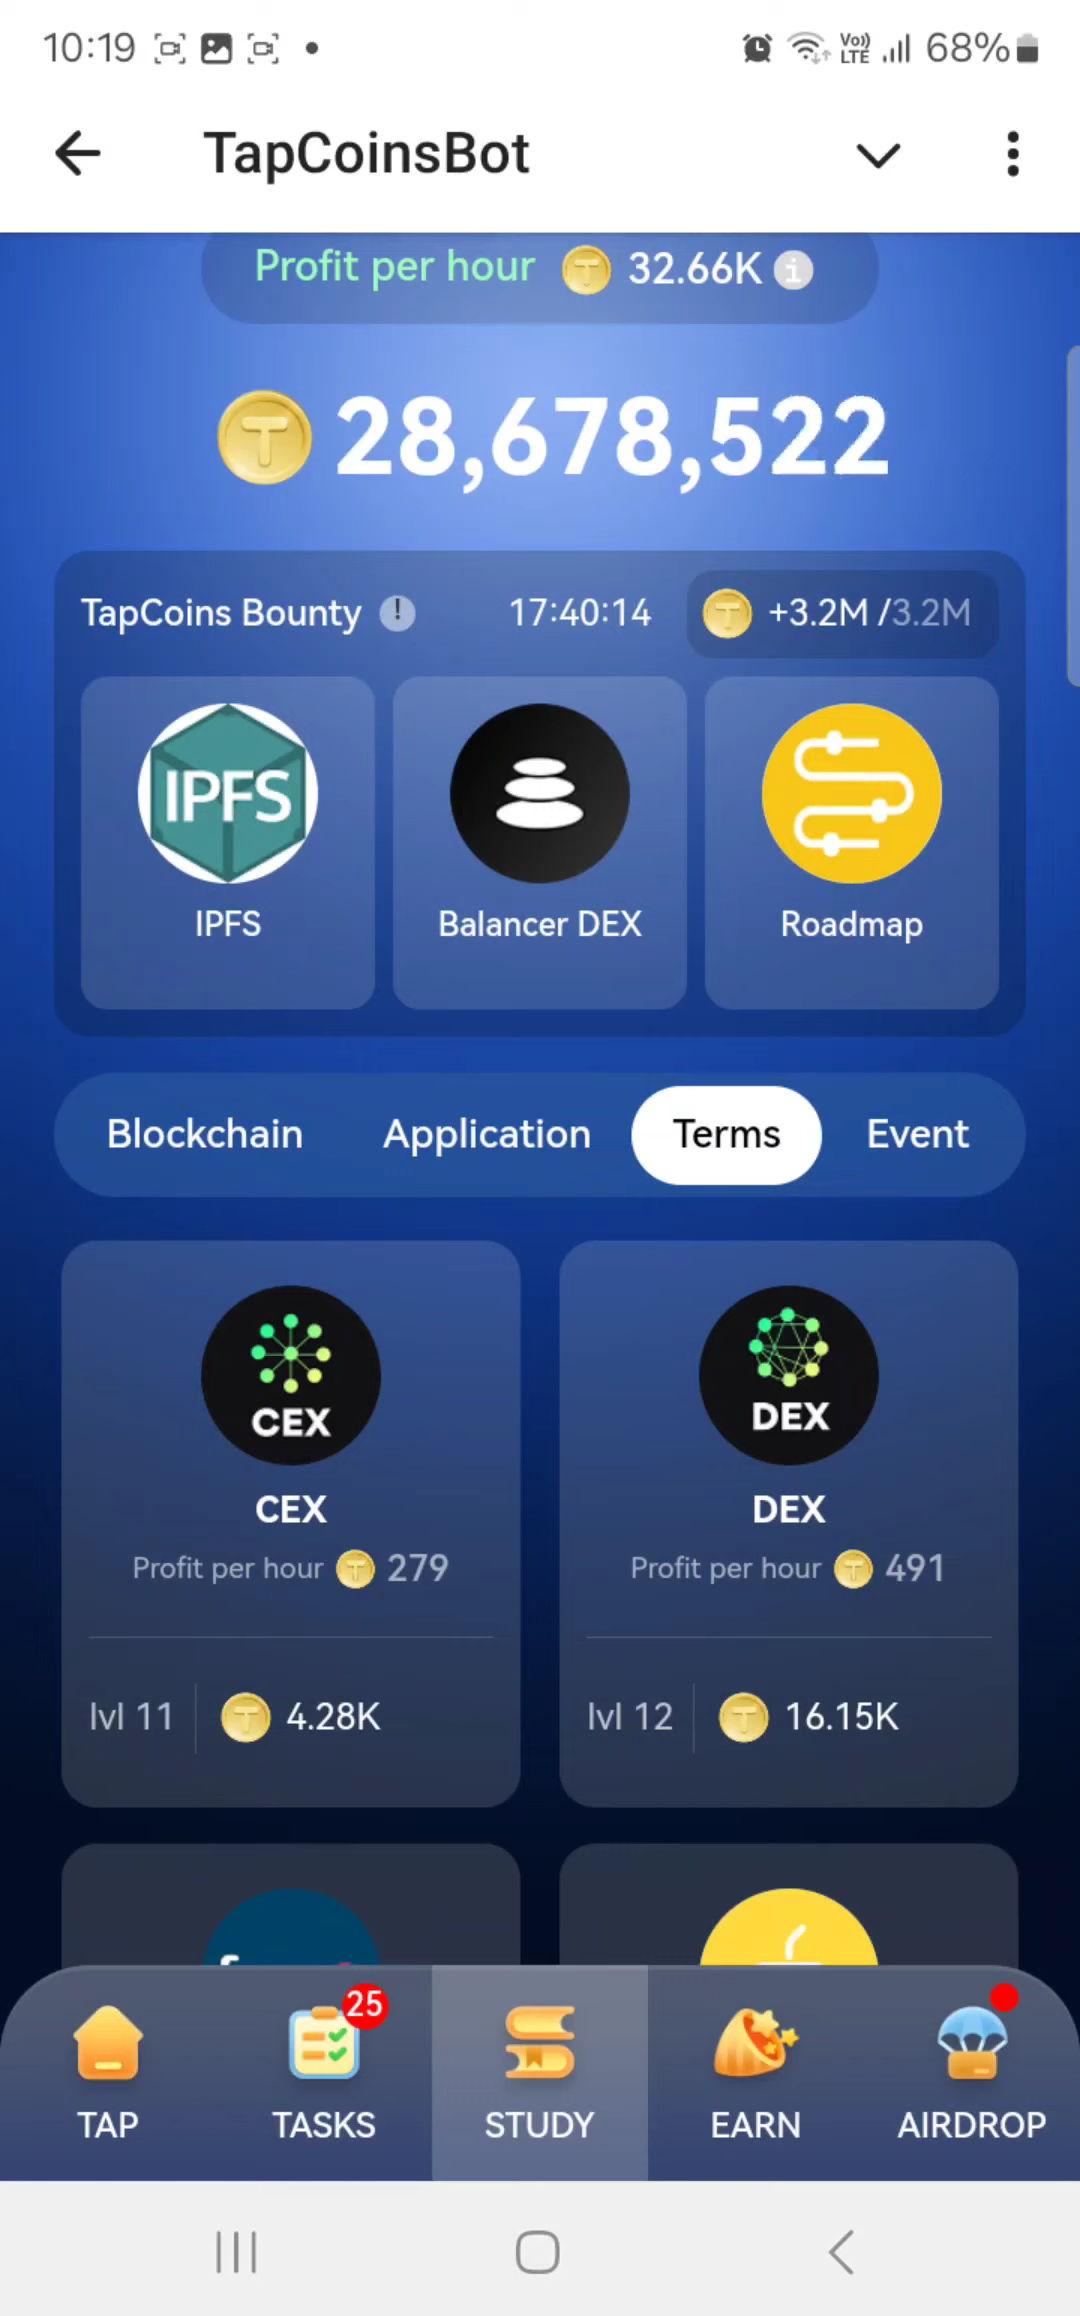 10:19
Vo)) LTE 68%
TapCoinsBot
Profit per hour 32.66K i
28,678,522
TapCoins Bounty ! 17:40:14 +3.2M /3.2M
IPFS
IPFS
Balancer DEX
Roadmap
Blockchain Application Terms Event
CEX
CEX
Profit per hour 279
lvl 11 4.28K
DEX
DEX
Profit per hour 491
lvl 12 16.15K
25
TAP TASKS STUDY EARN AIRDROP